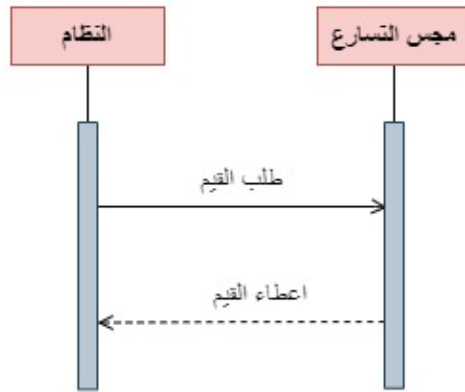 النظام
مجس التسارع
طلب القيم
اعطاء القيم